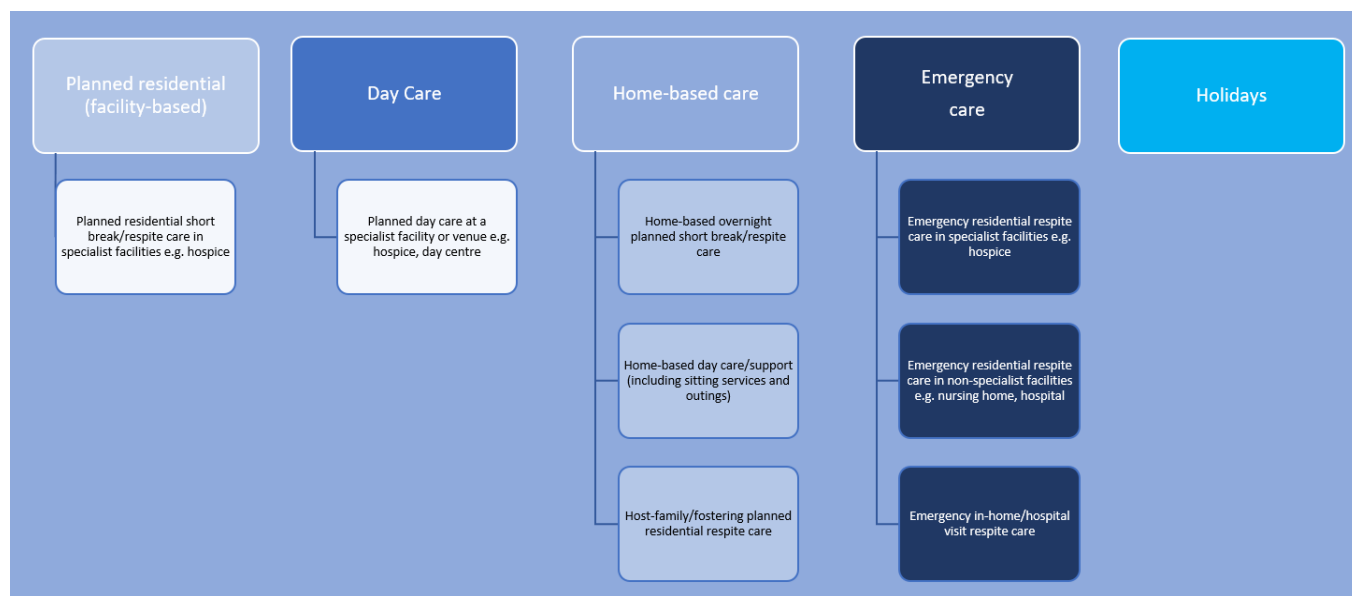 Planned residential
(facility-based)
Day Care
Home-based care
Emergency
care
Holidays
Planned residential short
break/respite care in
specialist facilities e.g. hospice
Planned day care at a
specialist facility or venue e.g.
hospice, day centre
Home-based overnight
planned short break/respite
care
Emergency residential respite
care in specialist facilities e.g.
hospice
Home-based day care/support
(including sitting services and
outings)
Emergency residential respite
care in non-specialist facilities
e.g. nursing home, hospital
Host-family/fostering planned
residential respite care
Emergency in-home/hospital
visit respite care